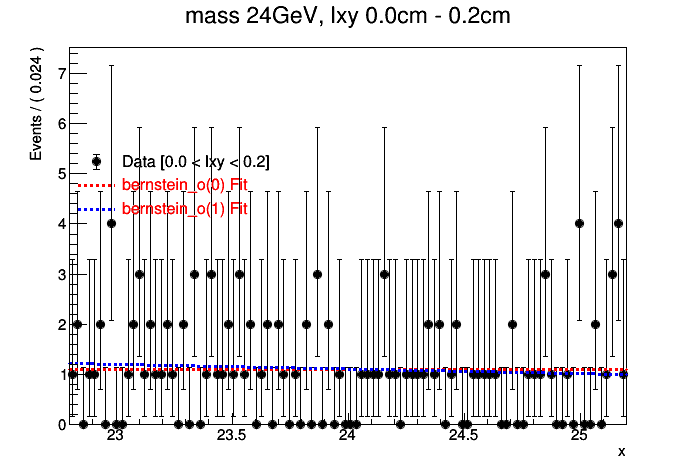 mass 24GeV, lxy 0.0cm - 0.2cm
Events / ( 0.024 )
7
6
5
4
3
2
1
0
Data [0.0 < lxy < 0.2]
bernstein_o(0) Fit
bernstein_o(1) Fit
23 23.5 24 24.5 25
x